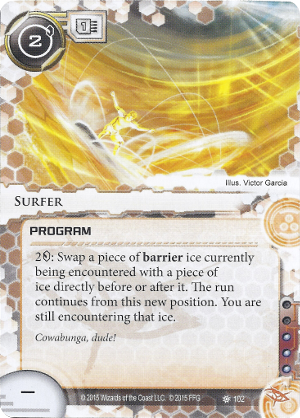 2
1
Illus. Victor Garcia
SURFER
PROGRAM
2: Swap a piece of barrier ice currently
being encountered with a piece of
ice directly before or after it. The run
continues from this new position. You are
still encountering that ice.
Cowabunga, dude!
–
© 2015 Wizards of the Coast LLC. © 2015 FFG 102